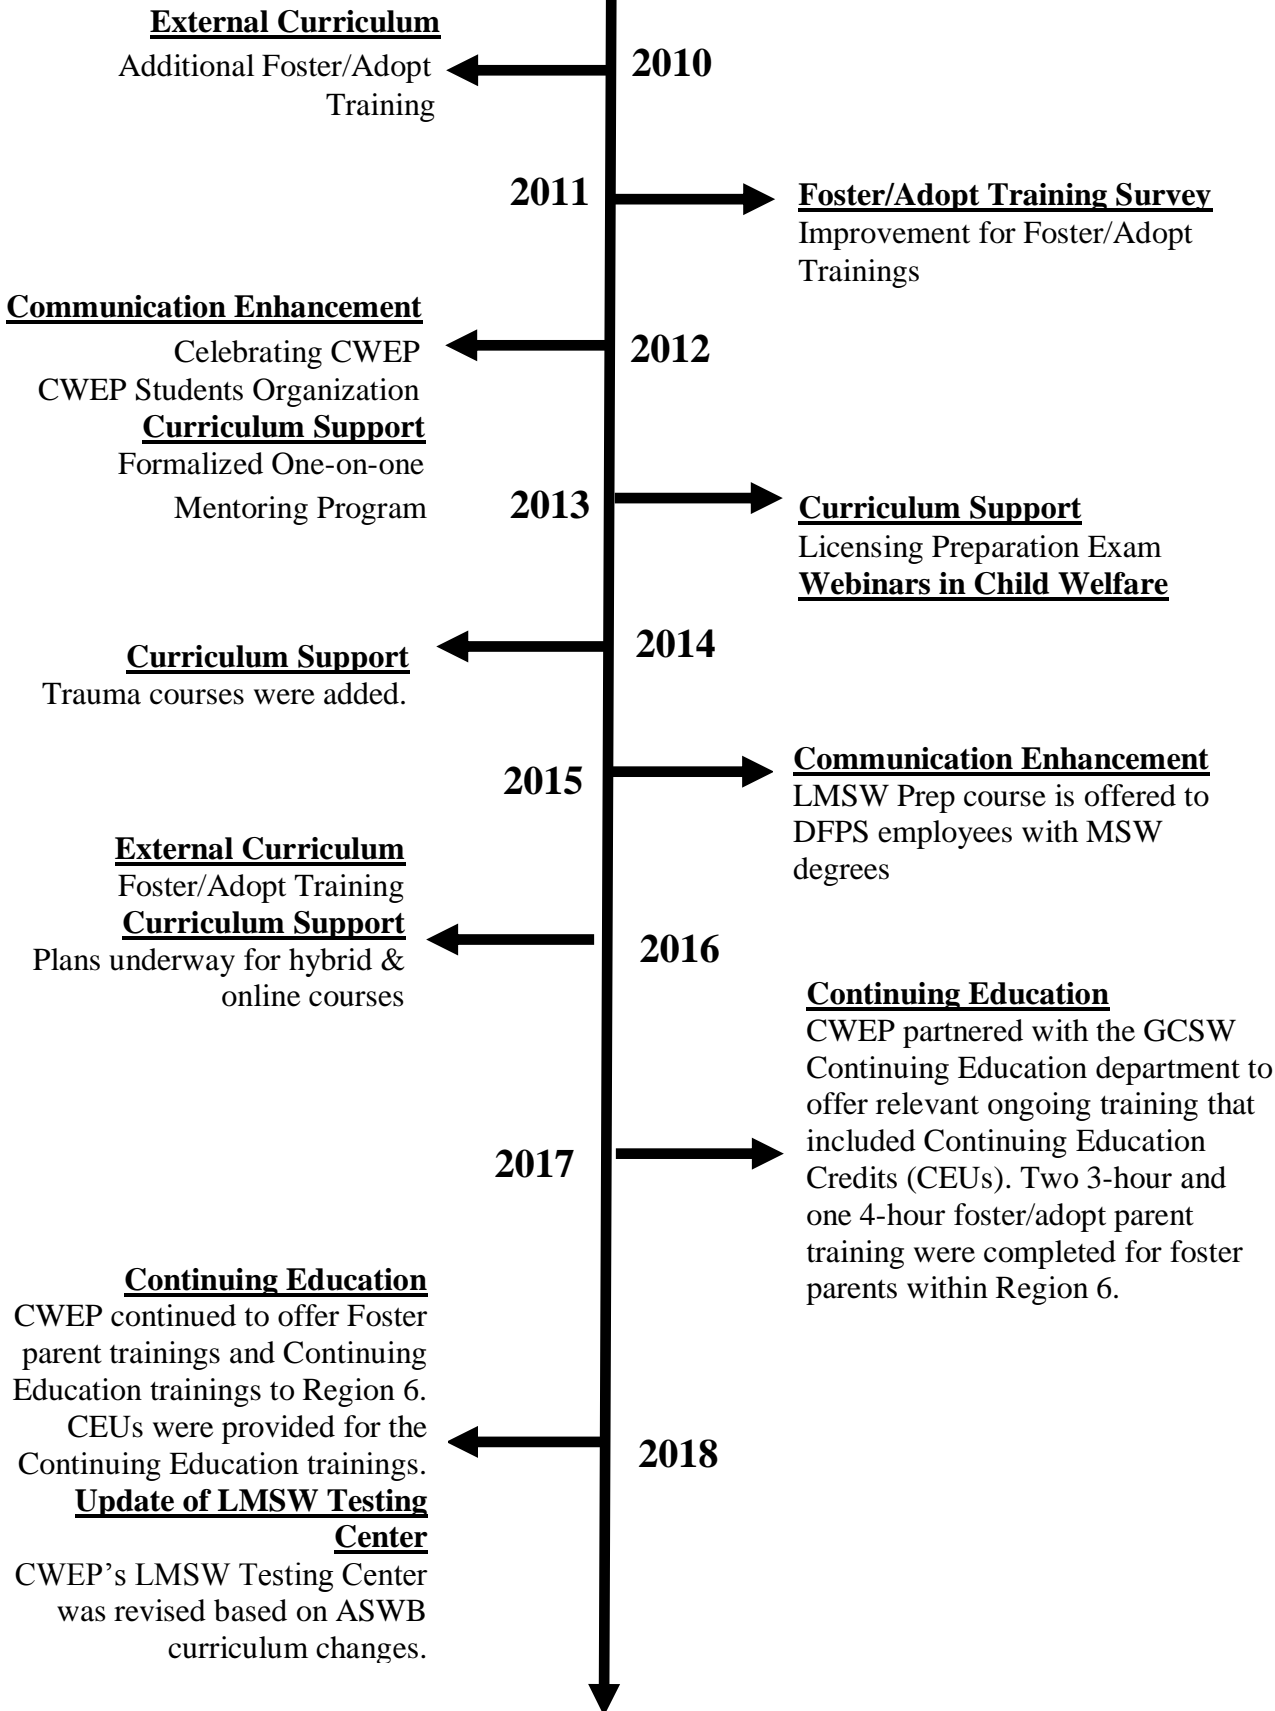 External Curriculum
Additional Foster/Adopt
Training
2010
2011
Foster/Adopt Training Survey
Improvement for Foster/Adopt
Trainings
Communication Enhancement
Celebrating CWEP
CWEP Students Organization
Curriculum Support
Formalized One-on-one
Mentoring Program
2012
2013
Curriculum Support
Licensing Preparation Exam
Webinars in Child Welfare
Curriculum Support
Trauma courses were added.
2014
2015
Communication Enhancement
LMSW Prep course is offered to
DFPS employees with MSW
degrees
External Curriculum
Foster/Adopt Training
Curriculum Support
Plans underway for hybrid &
online courses
2016
2017
Continuing Education
CWEP partnered with the GCSW
Continuing Education department to
offer relevant ongoing training that
included Continuing Education
Credits (CEUs). Two 3-hour and
one 4-hour foster/adopt parent
training were completed for foster
parents within Region 6.
Continuing Education
CWEP continued to offer Foster
parent trainings and Continuing
Education trainings to Region 6.
CEUs were provided for the
Continuing Education trainings.
Update of LMSW Testing
Center
CWEP’s LMSW Testing Center
was revised based on ASWB
curriculum changes.
2018